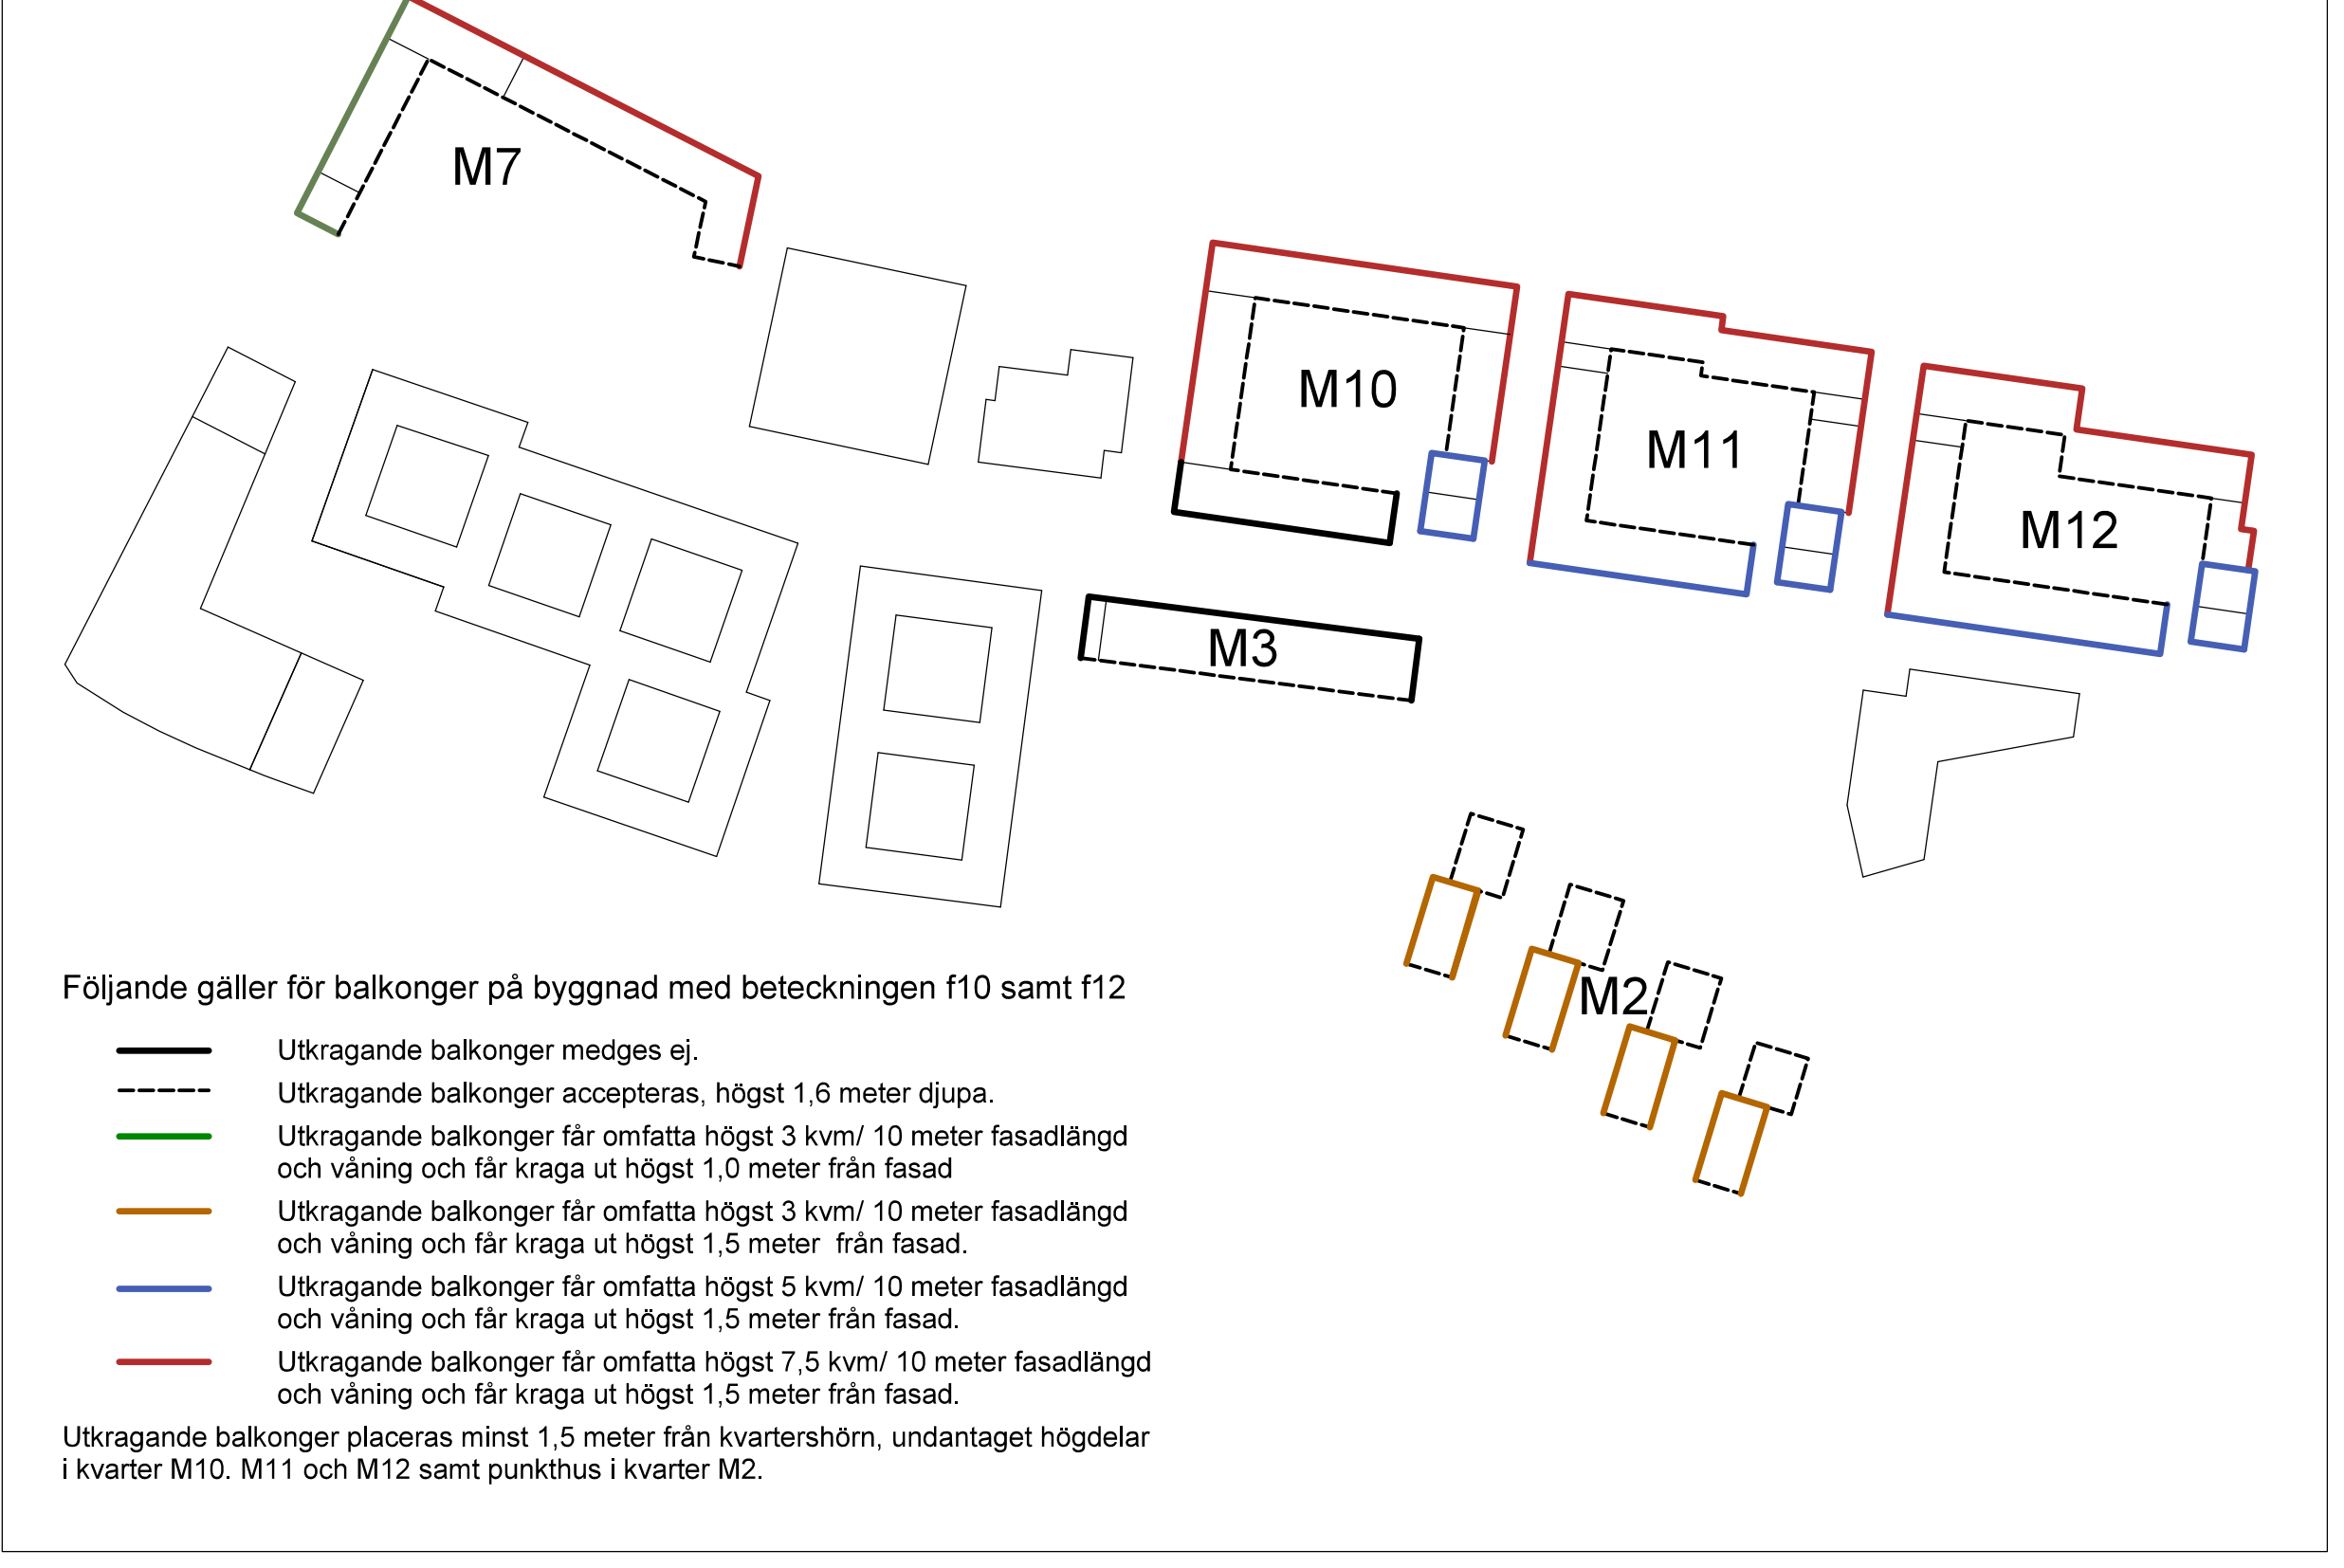 M7
M10
M11
M12
M3
M2
Följande gäller för balkonger på byggnad med beteckningen f10 samt f12
Utkragande balkonger medges ej.
Utkragande balkonger accepteras, högst 1,6 meter djupa.
Utkragande balkonger får omfatta högst 3 kvm/ 10 meter fasadlängd
och våning och får kraga ut högst 1,0 meter från fasad
Utkragande balkonger får omfatta högst 3 kvm/ 10 meter fasadlängd
och våning och får kraga ut högst 1,5 meter  från fasad.
Utkragande balkonger får omfatta högst 5 kvm/ 10 meter fasadlängd
och våning och får kraga ut högst 1,5 meter från fasad.
Utkragande balkonger får omfatta högst 7,5 kvm/ 10 meter fasadlängd
och våning och får kraga ut högst 1,5 meter från fasad.
Utkragande balkonger placeras minst 1,5 meter från kvartershörn, undantaget högdelar
i kvarter M10. M11 och M12 samt punkthus i kvarter M2.